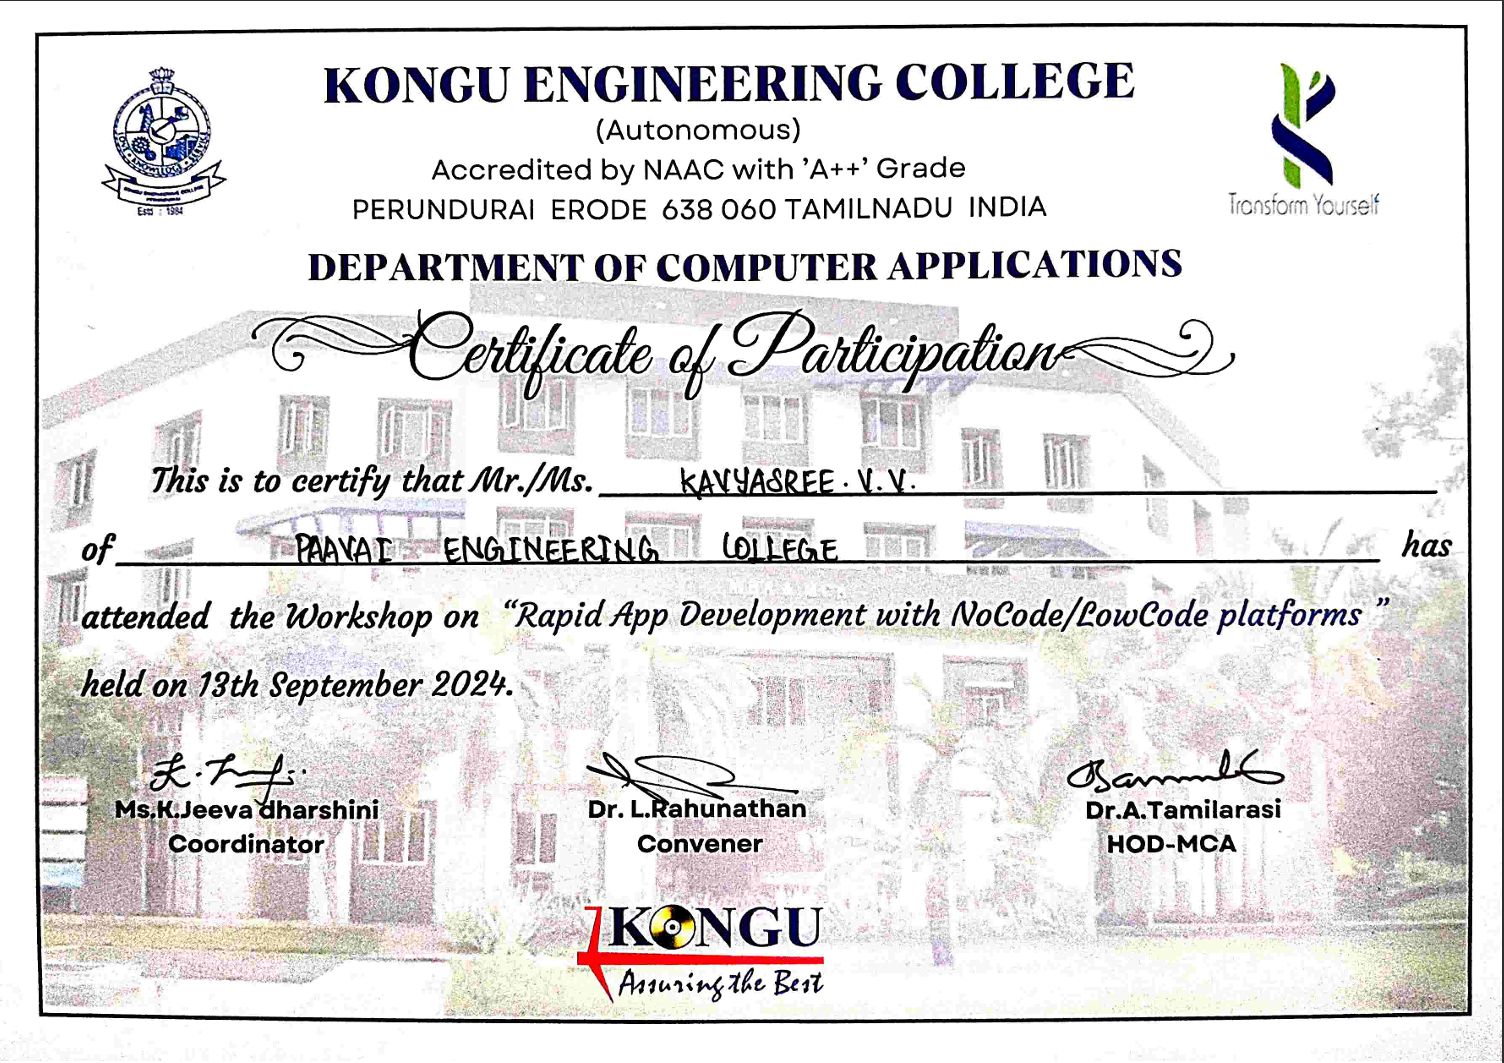 KONGU ENGINEERING COLLEGE
(Autonomous)
Accredited by NAAC with 'A++' Grade
PERUNDURAI ERODE 638 060 TAMILNADU INDIA
Estd : 1984
Transform Yourself
DEPARTMENT OF COMPUTER APPLICATIONS
Certificate of Participation
This is to certify that Mr./Ms. KAVYASREE. V. V.
of PAAVAI ENGINEERING COLLEGE has
attended the Workshop on “Rapid App Development with NoCode/LowCode platforms ”
held on 13th September 2024.
Ms.K.Jeeva dharshini Dr. L.Rahunathan Dr.A.Tamilarasi
Coordinator Convener HOD-MCA
KONGU
Assuring the Best